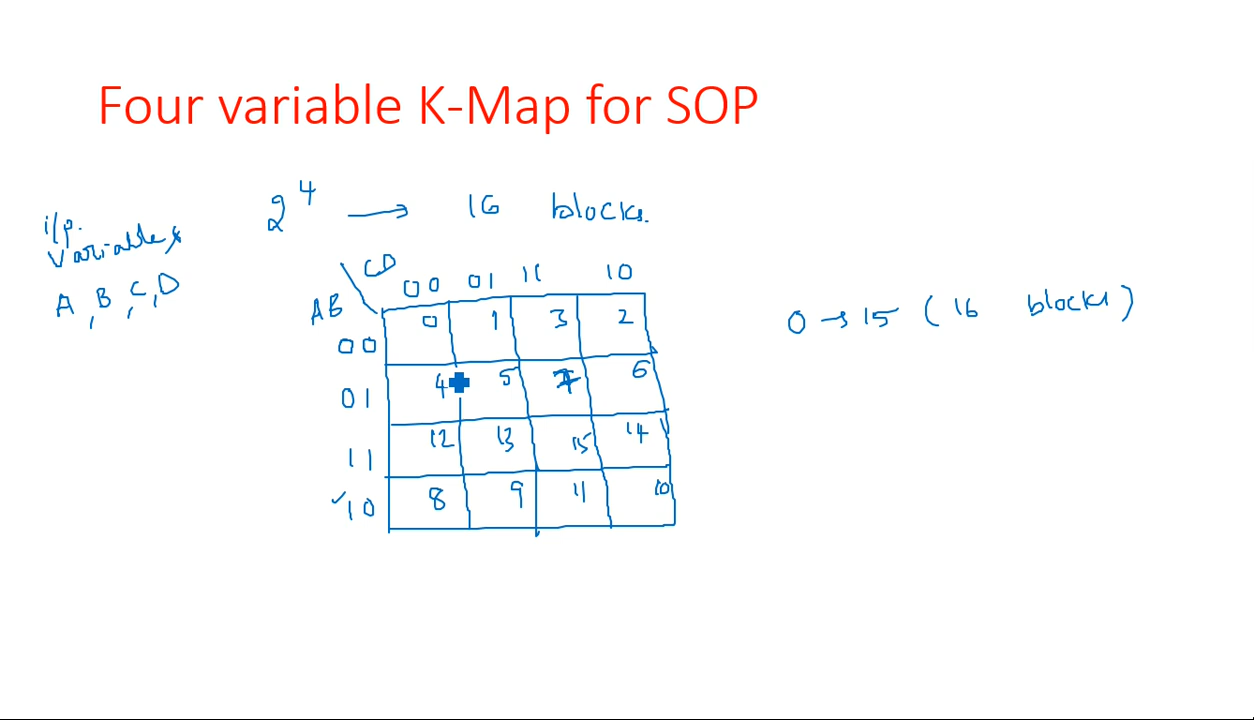 Four variable K-Map for SOP
2^4 → 16 blocks.
i/p.
Variables
A, B, C, D
CD
AB
00 01 11 10
00 0 1 3 2
01 4 5 7 6
11 12 13 15 14
✓10 8 9 11 10
0 → 15 (16 blocks)